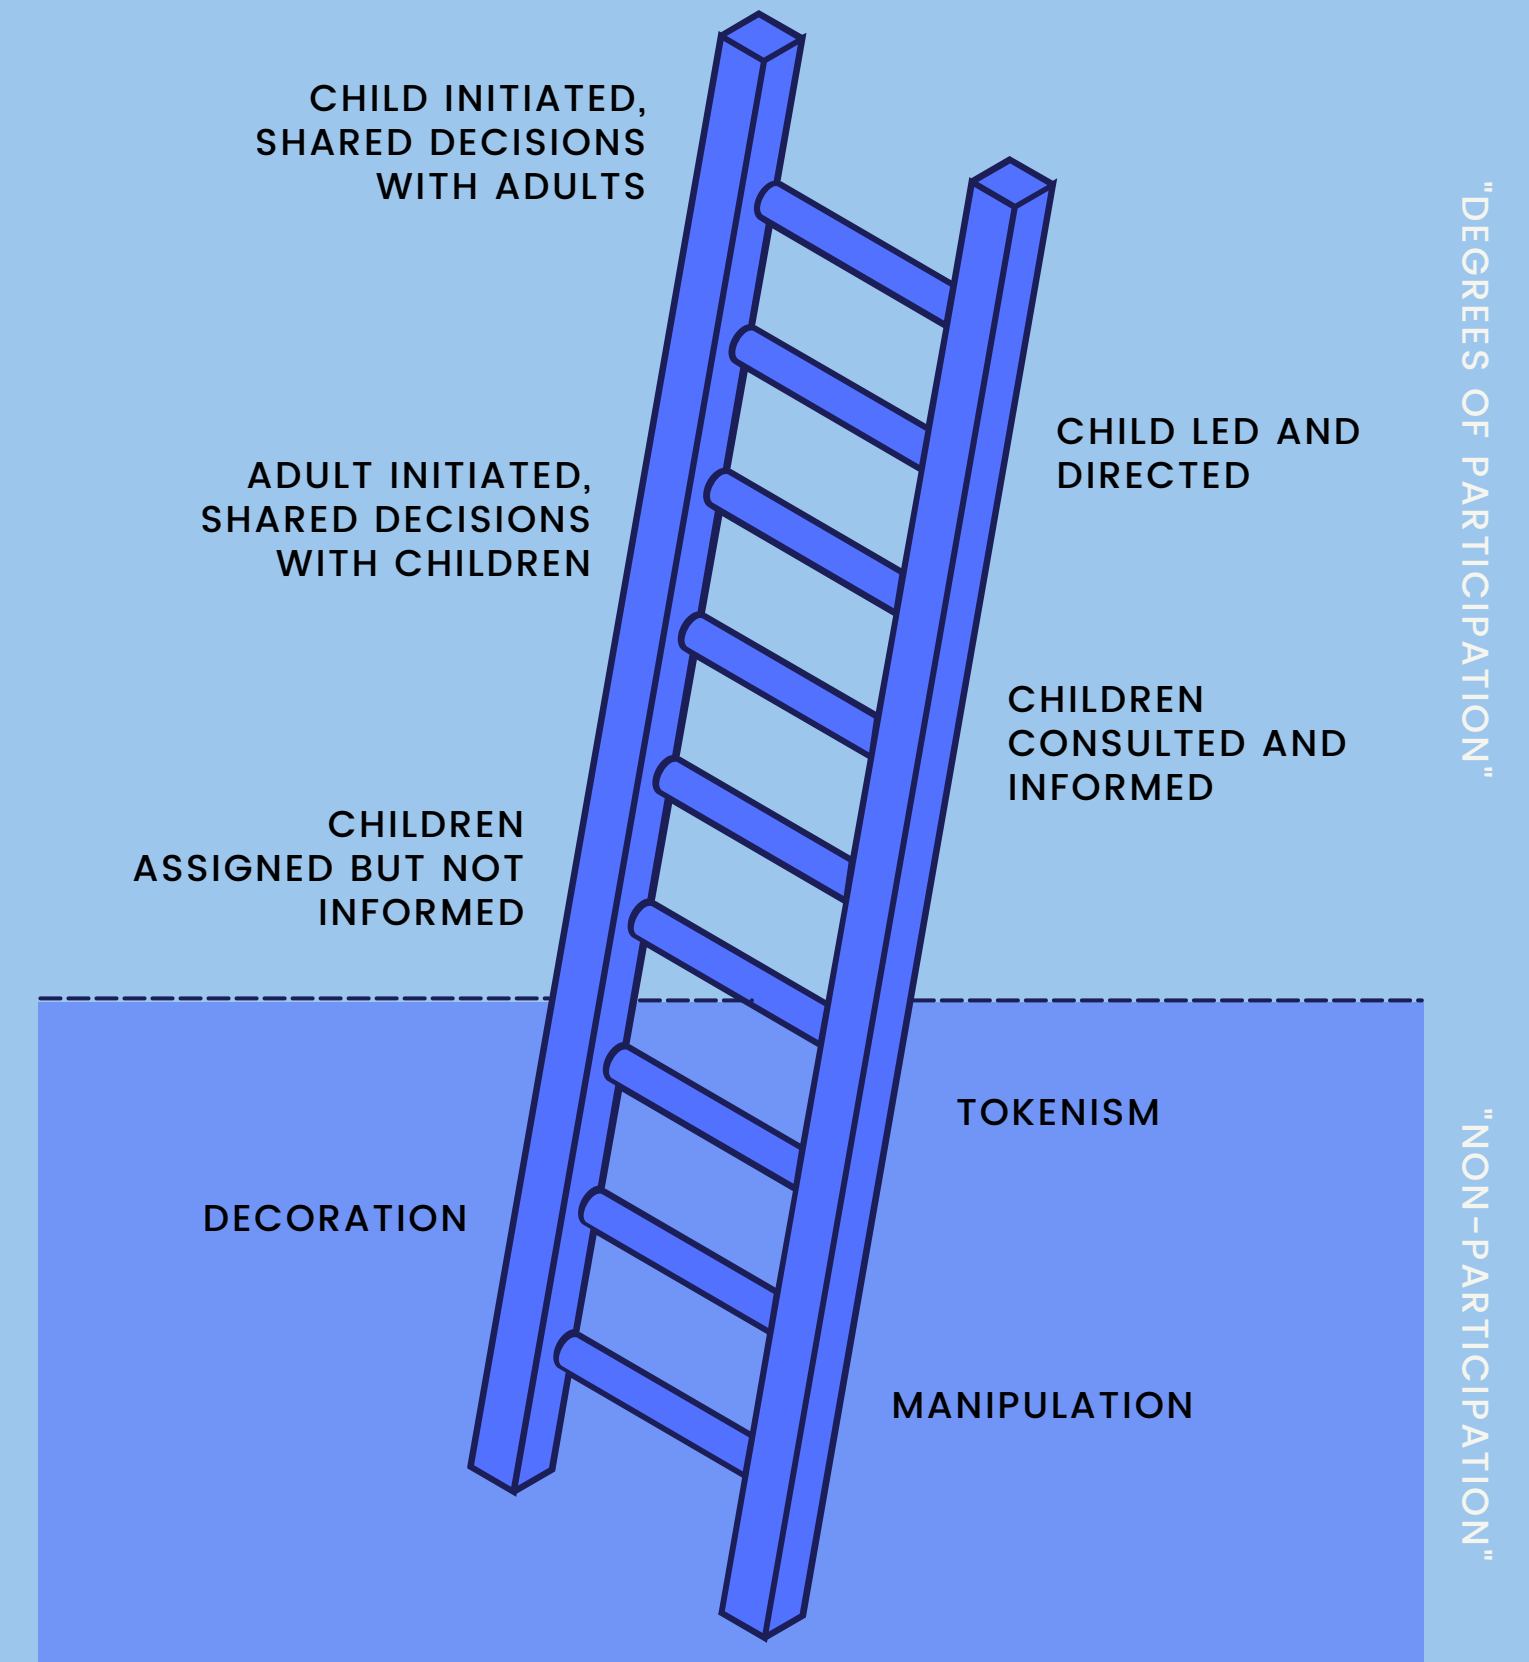 CHILD INITIATED,
SHARED DECISIONS
WITH ADULTS
CHILD LED AND
DIRECTED
ADULT INITIATED,
SHARED DECISIONS
WITH CHILDREN
CHILDREN
CONSULTED AND
INFORMED
CHILDREN
ASSIGNED BUT NOT
INFORMED
TOKENISM
DECORATION
MANIPULATION
"DEGREES OF PARTICIPATION"
"NON-PARTICIPATION"